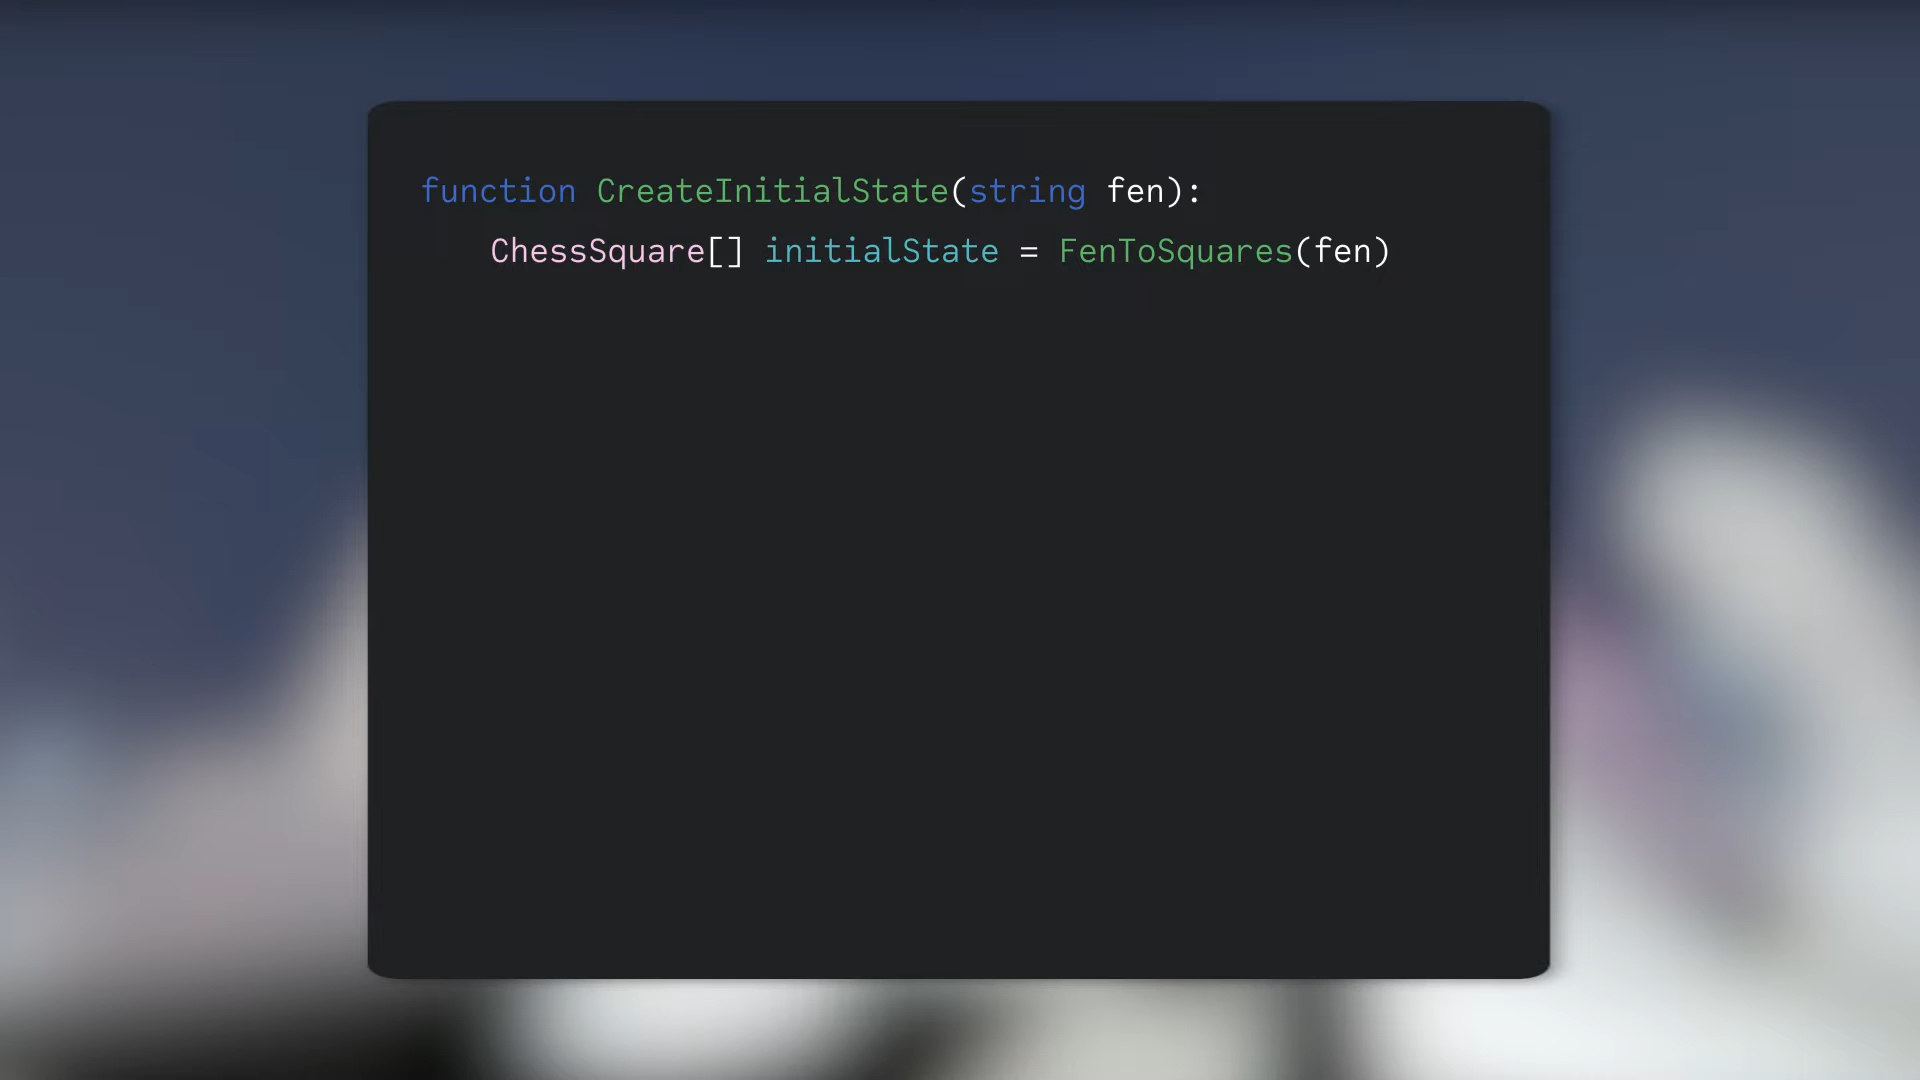 function CreateInitialState(string fen):
ChessSquare[] initialState = FenToSquares(fen)